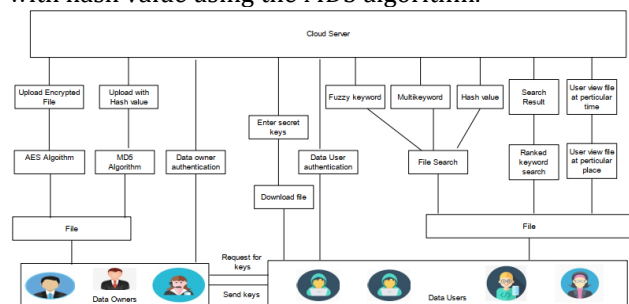 with hash value using the MD5 algorithm.
Cloud Server
Upload Encrypted
File
Upload with
Hash value
Fuzzy keyword
Multikeyword
Hash value
Search
Result
User view file
at perticular
time
Enter secret
keys
AES Algoithm
MD5
Algorithm
Data owner
authentication
Data User
authentication
File Search
Ranked
keyword
search
User view file
at perticular
place
Download file
File
File
Request for
keys
Send keys
Data Owners
Data Users